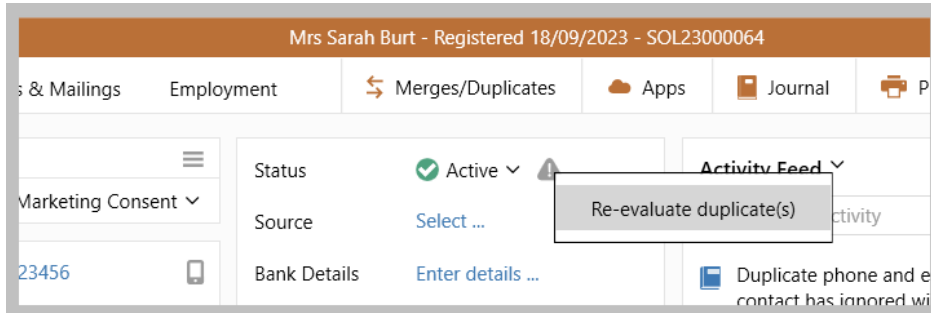 Mrs Sarah Burt - Registered 18/09/2023 - SOL23000064
& Mailings Employment Merges/Duplicates Apps Journal P
Status Active Activity Feed
Marketing Consent
Re-evaluate duplicate(s)
Source Select ... ctivity
23456 Bank Details Enter details ... Duplicate phone and e
contact has ignored wi